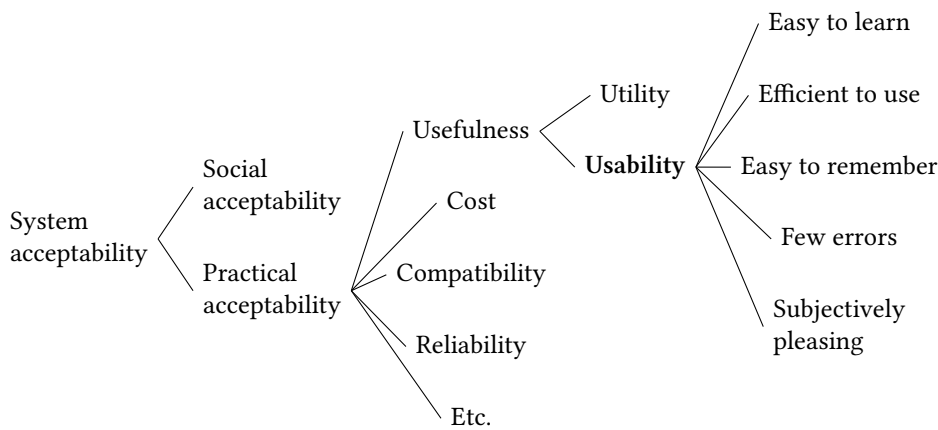 System
acceptability
Social
acceptability
Practical
acceptability
Usefulness
Cost
Compatibility
Reliability
Etc.
Utility
Usability
Easy to learn
Efficient to use
Easy to remember
Few errors
Subjectively
pleasing